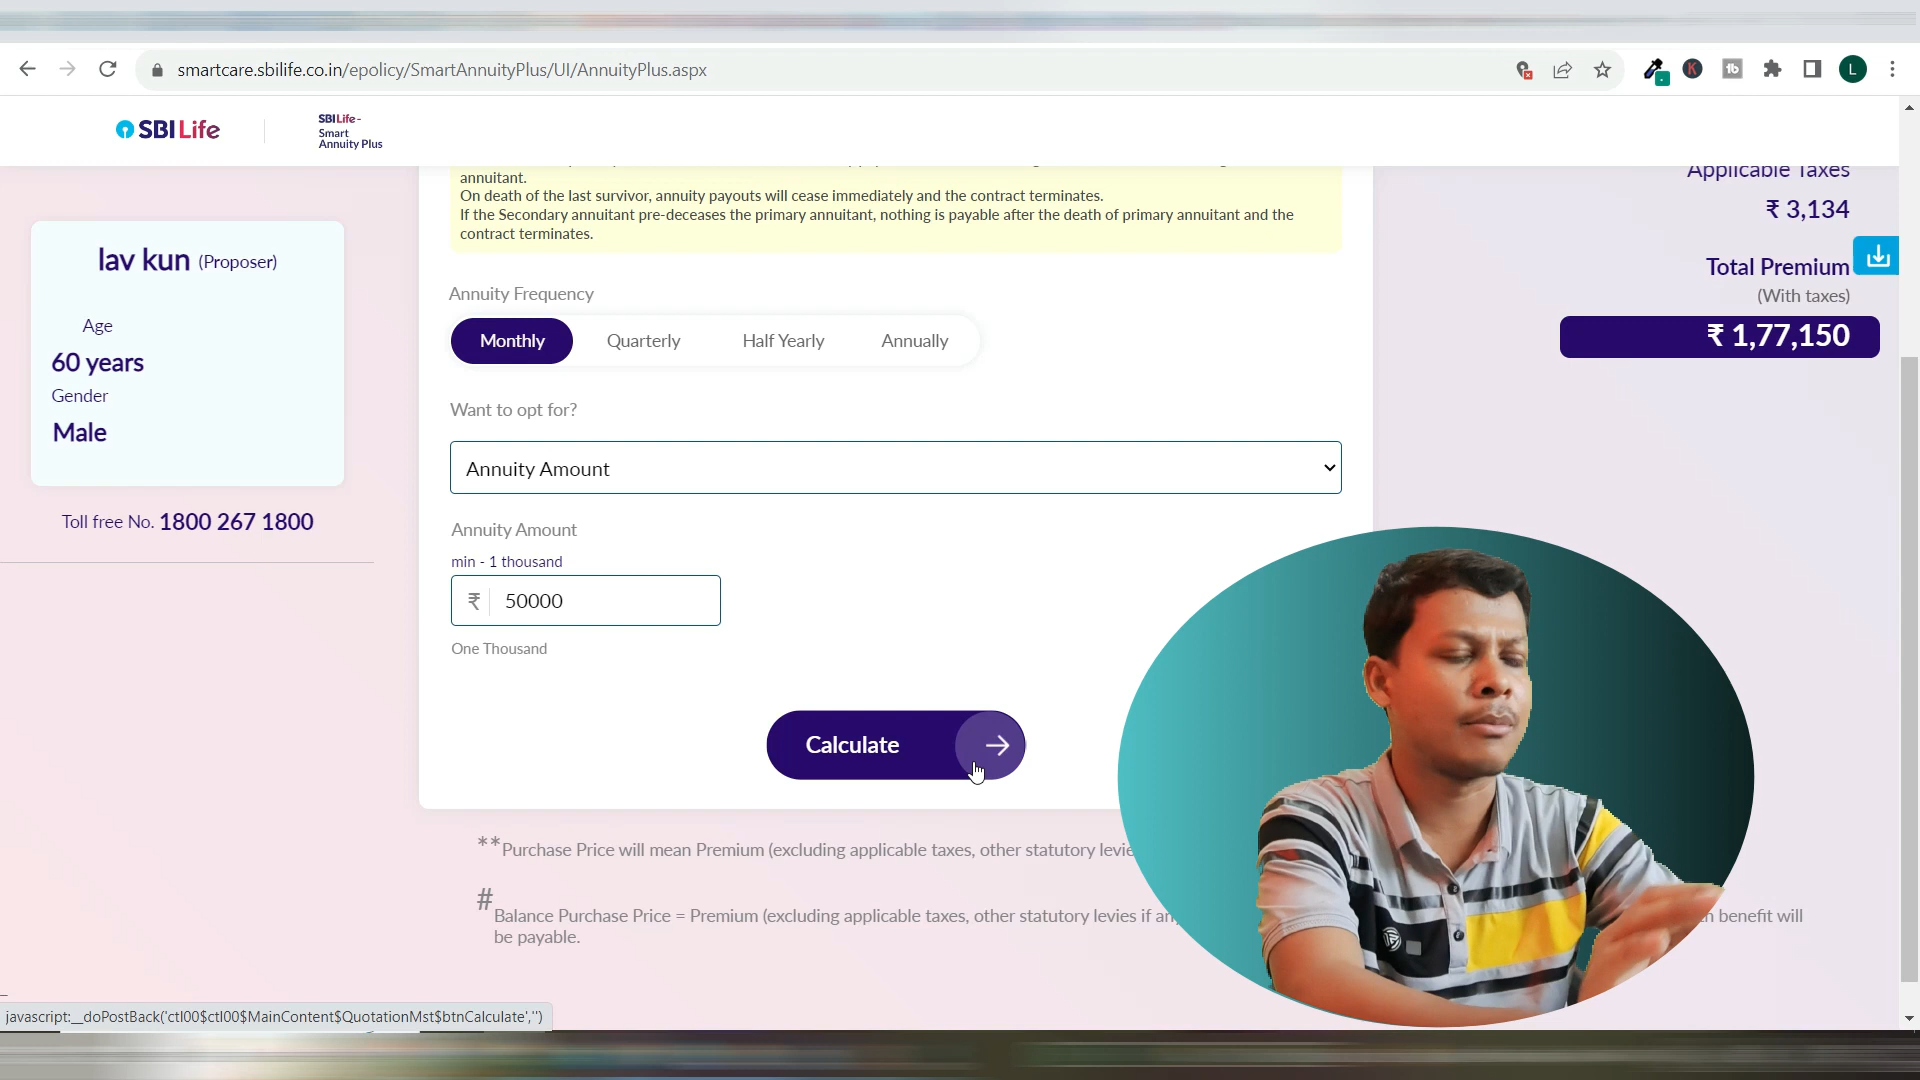 smartcare.sbilife.co.in/epolicy/SmartAnnuityPlus/UI/AnnuityPlus.aspx
L
SBI Life
SBI Life -
Smart
Annuity Plus
annuitant.
On death of the last survivor, annuity payouts will cease immediately and the contract terminates.
If the Secondary annuitant pre-deceases the primary annuitant, nothing is payable after the death of primary annuitant and the
contract terminates.
Applicable Taxes
₹ 3,134
Total Premium
(With taxes)
₹ 1,77,150
lav kun (Proposer)
Age
60 years
Gender
Male
Toll free No. 1800 267 1800
Annuity Frequency
Monthly Quarterly Half Yearly Annually
Want to opt for?
Annuity Amount
Annuity Amount
min - 1 thousand
₹ 50000
One Thousand
Calculate
**Purchase Price will mean Premium (excluding applicable taxes, other statutory levie
#
Balance Purchase Price = Premium (excluding applicable taxes, other statutory levies if an benefit will
be payable.
javascript:__doPostBack('ctl00$ctl00$MainContent$QuotationMst$btnCalculate','')